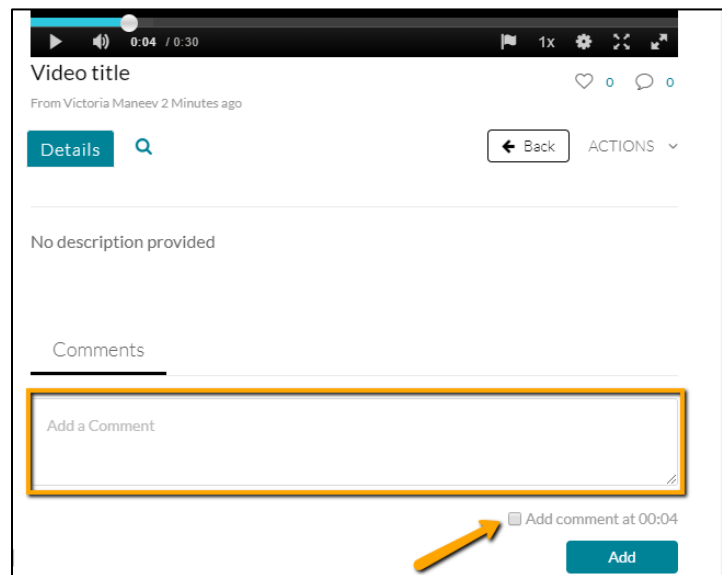 0:04 / 0:30 1x
Video title
0 0
From Victoria Maneev 2 Minutes ago
Details Back ACTIONS
No description provided
Comments
Add a Comment
Add comment at 00:04
Add